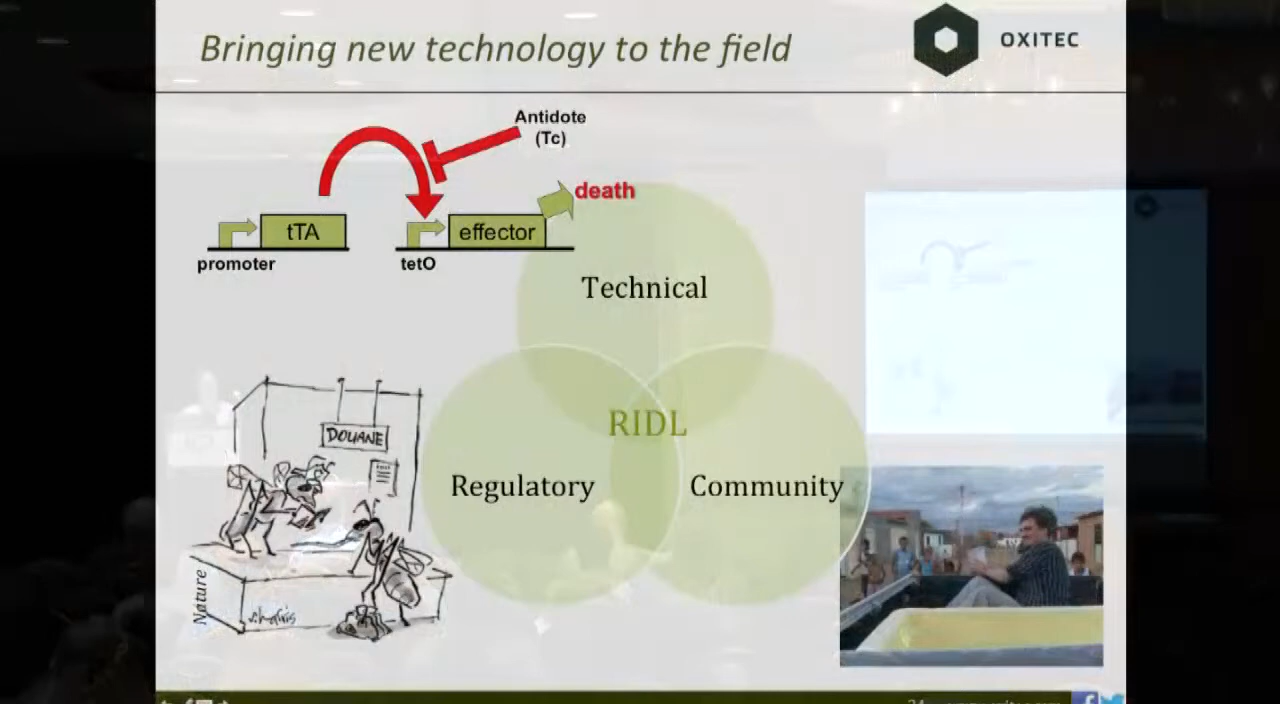 Bringing new technology to the field
OXITEC
Antidote
(Tc)
death
tTA
effector
promoter
tetO
Technical
RIDL
Regulatory
Community
DOUANE
Nature